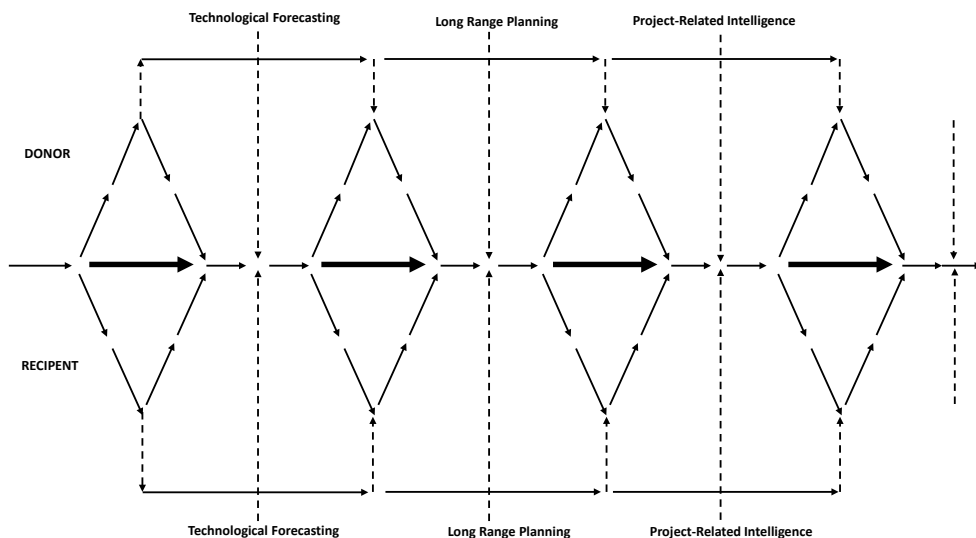 Technological Forecasting
Long Range Planning
Project-Related Intelligence
DONOR
RECIPENT
Technological Forecasting
Long Range Planning
Project-Related Intelligence